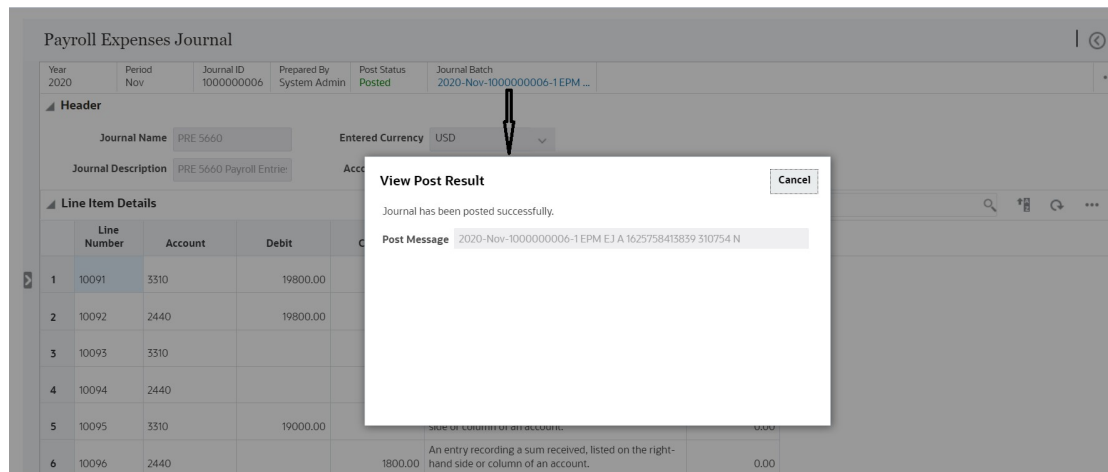 Payroll Expenses Journal
Year Period Journal ID Prepared By Post Status Journal Batch
2020 Nov 1000000006 System Admin Posted 2020-Nov-1000000006-1 EPM ...
Header
Journal Name PRE 5660 Entered Currency USD
Journal Description PRE 5660 Payroll Entries
View Post Result Cancel
Journal has been posted successfully.
Post Message 2020-Nov-1000000006-1 EPM EJ A 1625758413839 310754 N
Line Item Details
Line Number Account Debit
1 10091 3310 19800.00
2 10092 2440 19800.00
3 10093 3310
4 10094 2440
5 10095 3310 19000.00 side or column of an account. 0.00
An entry recording a sum received, listed on the right-
6 10096 2440 1800.00 hand side or column of an account. 0.00